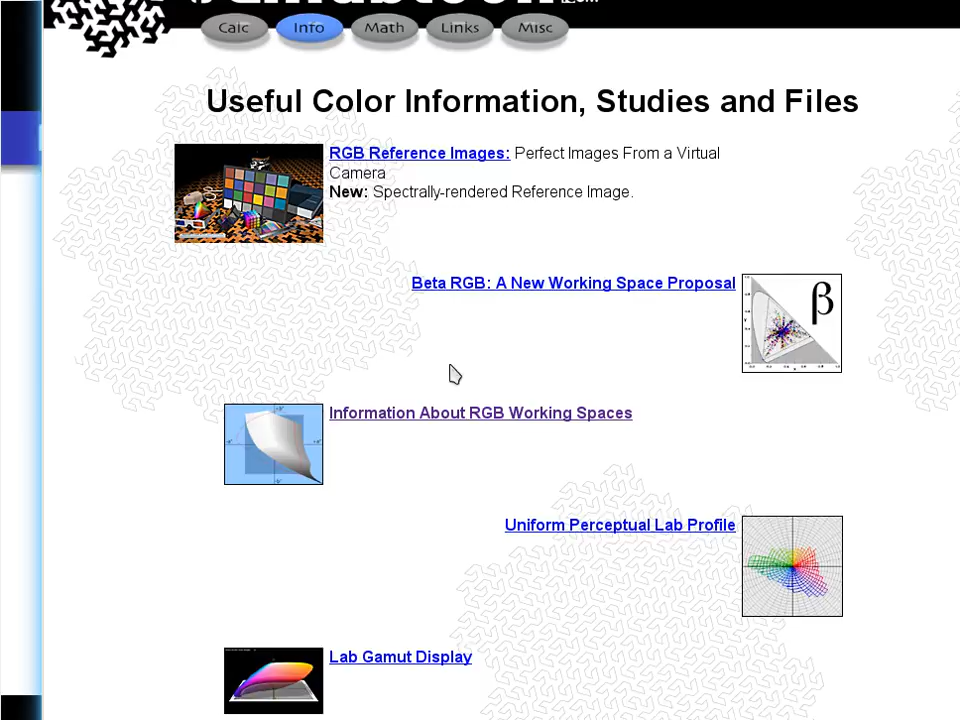 Calc Info Math Links Misc
Useful Color Information, Studies and Files
RGB Reference Images: Perfect Images From a Virtual
Camera
New: Spectrally-rendered Reference Image.
Beta RGB: A New Working Space Proposal
β
Information About RGB Working Spaces
Uniform Perceptual Lab Profile
Lab Gamut Display